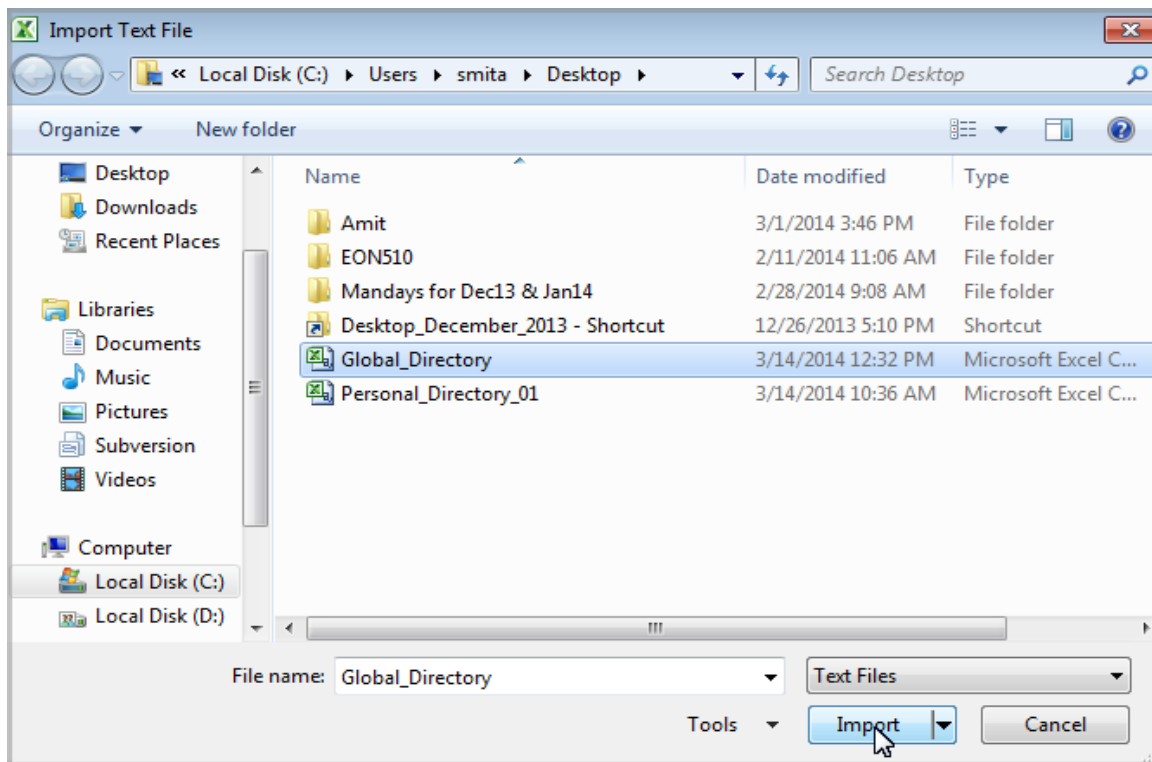 Import Text File
« Local Disk (C:) Users smita Desktop Search Desktop
Organize New folder
Desktop
Downloads
Recent Places
Libraries
Documents
Music
Pictures
Subversion
Videos
Computer
Local Disk (C:)
Local Disk (D:)
Name Date modified Type
Amit 3/1/2014 3:46 PM File folder
EON510 2/11/2014 11:06 AM File folder
Mandays for Dec13 & Jan14 2/28/2014 9:08 AM File folder
Desktop_December_2013 - Shortcut 12/26/2013 5:10 PM Shortcut
Global_Directory 3/14/2014 12:32 PM Microsoft Excel C...
Personal_Directory_01 3/14/2014 10:36 AM Microsoft Excel C...
File name: Global_Directory Text Files
Tools Import Cancel